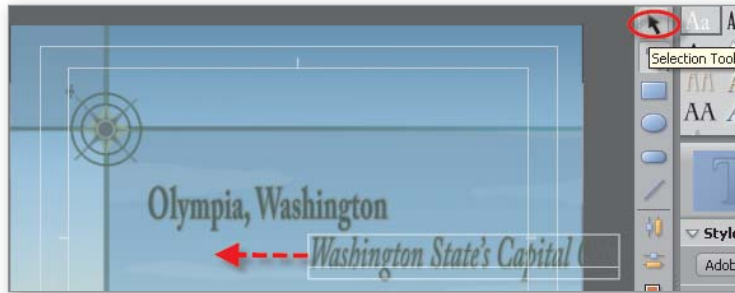 Aa A
Selection Tool
AA
Olympia, Washington
Washington State's Capital
Style
Adob